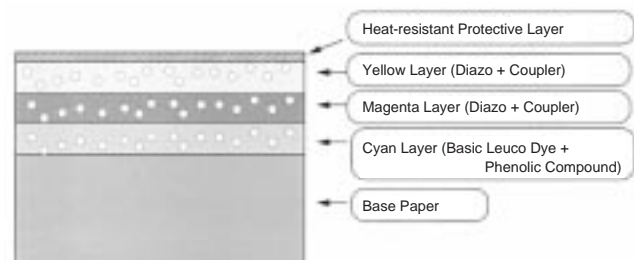 Heat-resistant Protective Layer
Yellow Layer (Diazo + Coupler)
Magenta Layer (Diazo + Coupler)
Cyan Layer (Basic Leuco Dye +
Phenolic Compound)
Base Paper